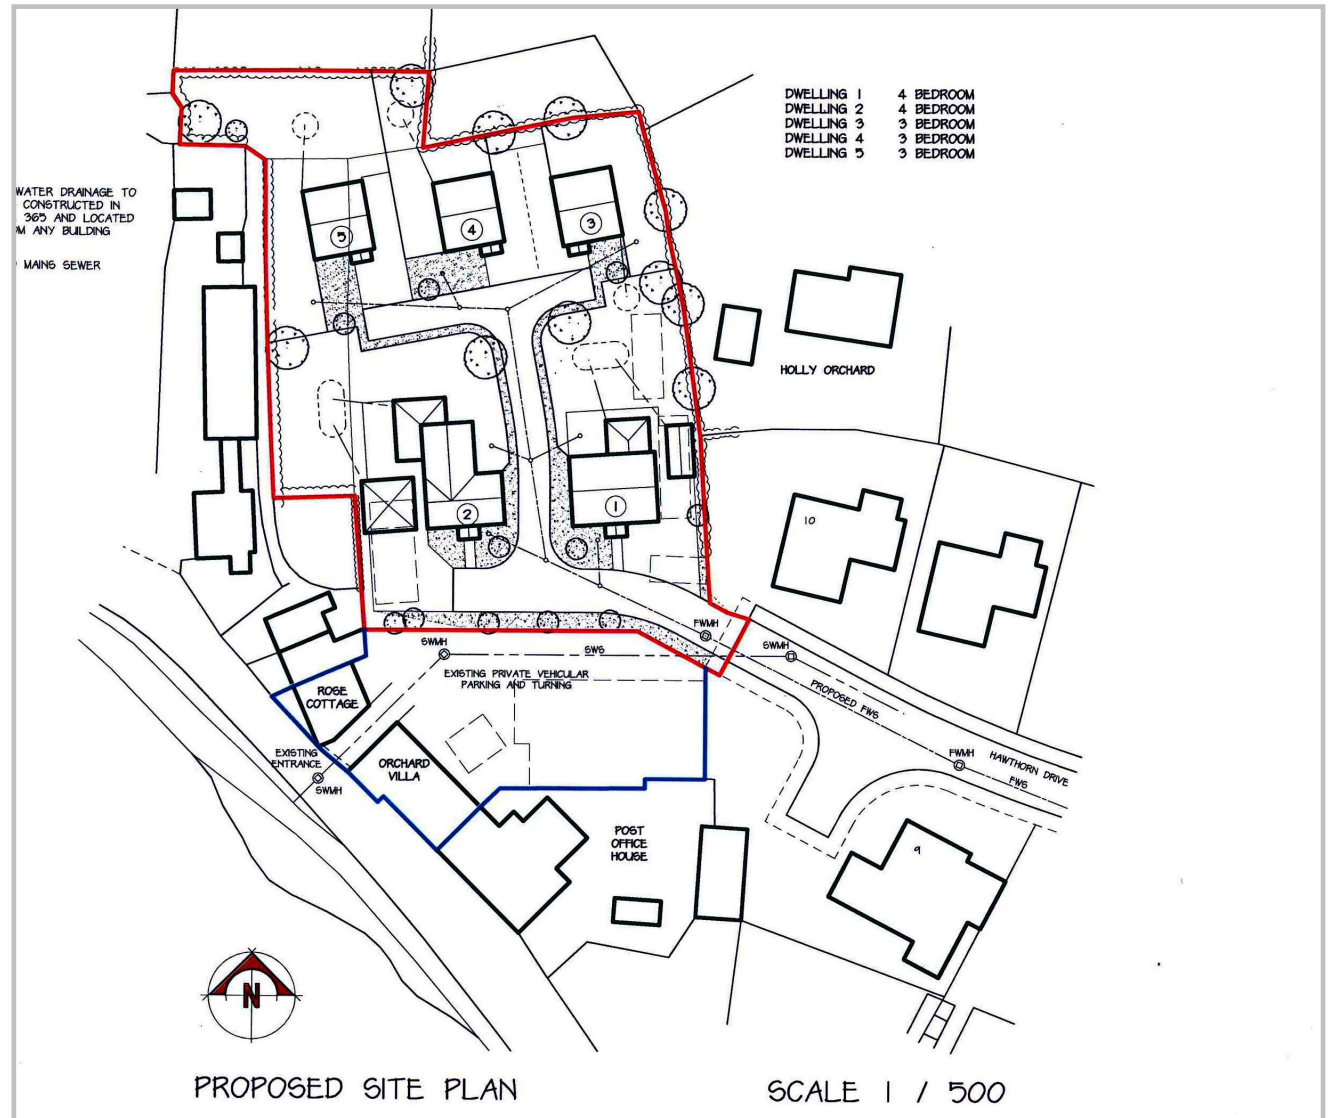 DWELLING 1 4 BEDROOM
DWELLING 2 4 BEDROOM
DWELLING 3 3 BEDROOM
DWELLING 4 3 BEDROOM
DWELLING 5 3 BEDROOM
WATER DRAINAGE TO
CONSTRUCTED IN
365 AND LOCATED
ANY BUILDING
MAINS SEWER
5
4
3
HOLLY ORCHARD
2
1
10
FWMH
SWMH
SWS
SWMH
EXISTING PRIVATE VEHICULAR
PARKING AND TURNING
PROPOSED FWS
ROSE
COTTAGE
EXISTING
ENTRANCE
SWMH
ORCHARD
VILLA
FWMH
HAWTHORN DRIVE
FWS
POST
OFFICE
HOUSE
9
N
PROPOSED SITE PLAN
SCALE 1 / 500